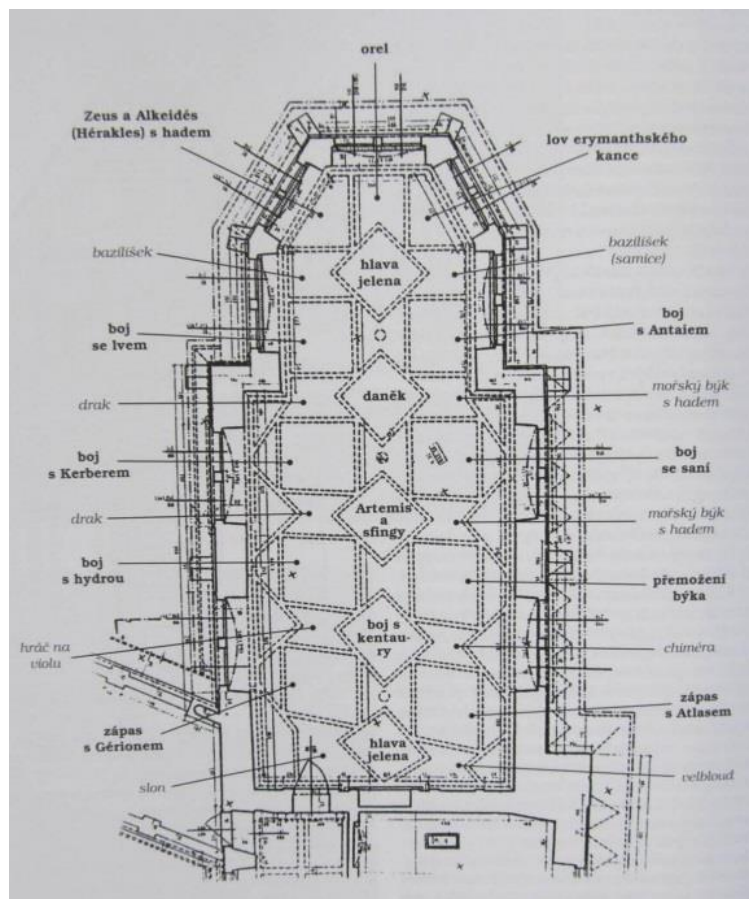 orel
Zeus a Alkeidés
(Hérakles) s hadem
lov erymanthského
kance
bazilišek
bazilišek
(samice)
hlava
jelena
boj
se lvem
boj
s Antaiem
drak
daněk
mořský býk
s hadem
boj
s Kerberem
boj
se saní
drak
Artemis
a
sfingy
mořský býk
s hadem
boj
s hydrou
přemožení
býka
hráč na
violu
boj s
kentau-
ry
chiméra
zápas
s Gérionem
zápas
s Atlasem
hlava
jelena
slon
velbloud